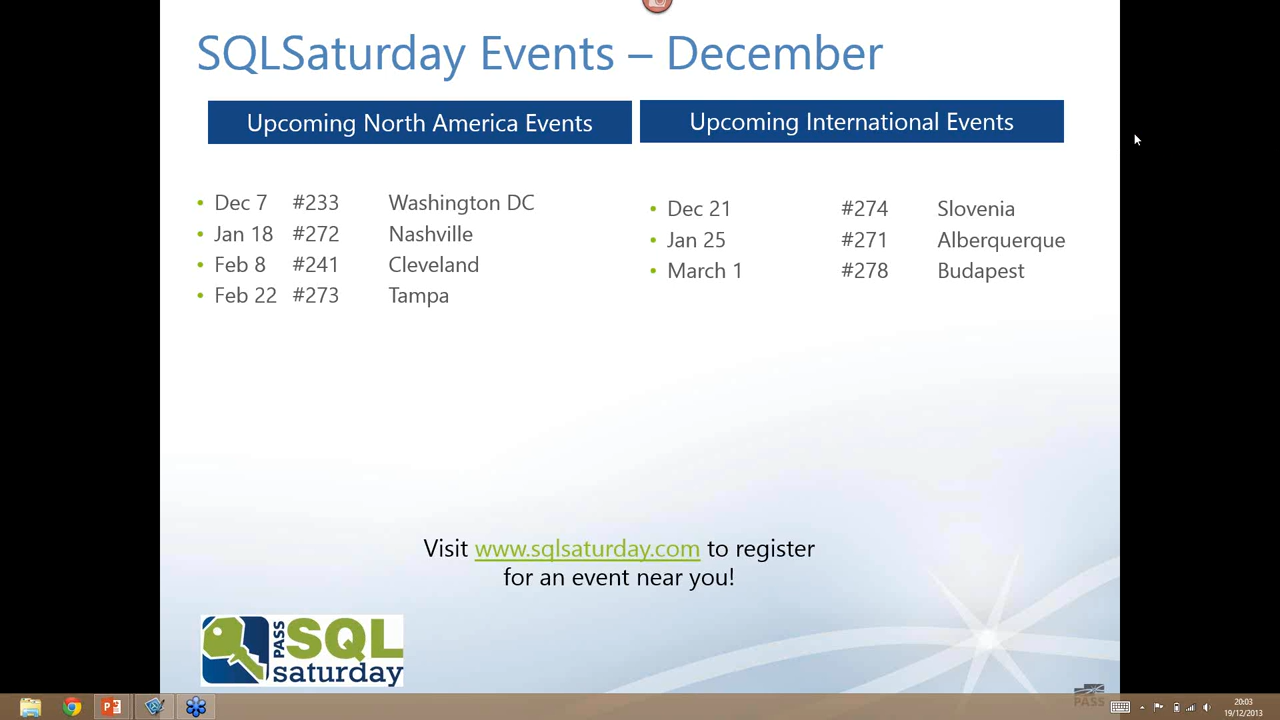 SQLSaturday Events – December
Upcoming North America Events
Upcoming International Events
• Dec 7 #233 Washington DC
• Jan 18 #272 Nashville
• Feb 8 #241 Cleveland
• Feb 22 #273 Tampa
• Dec 21 #274 Slovenia
• Jan 25 #271 Alberquerque
• March 1 #278 Budapest
Visit www.sqlsaturday.com to register
for an event near you!
PASS SQL
saturday
PASS
20:03
19/12/2013